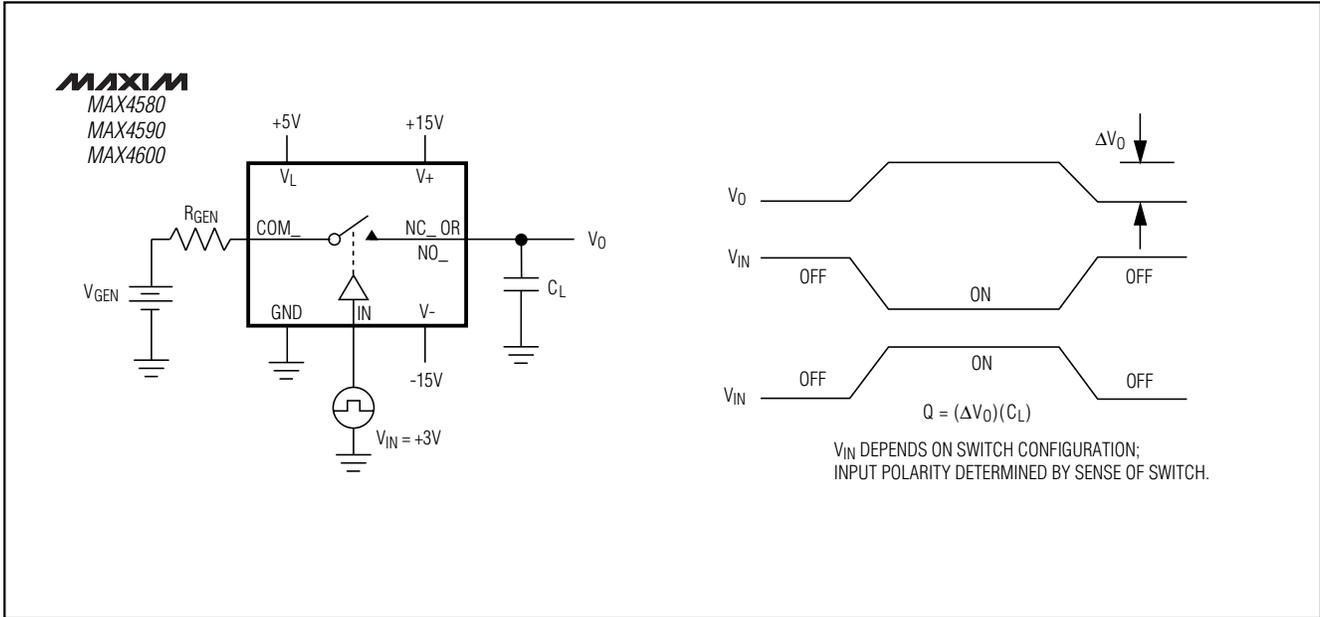 MAXIM
MAX4580
MAX4590
MAX4600
+5V
+15V
VL
V+
RGEN
COM_
NC_ OR
NO_
VO
VGEN
CL
GND
IN
V-
-15V
VIN = +3V
ΔVO
VO
VIN
OFF
ON
OFF
VIN
OFF
ON
OFF
Q = (ΔVO)(CL)
VIN DEPENDS ON SWITCH CONFIGURATION;
INPUT POLARITY DETERMINED BY SENSE OF SWITCH.